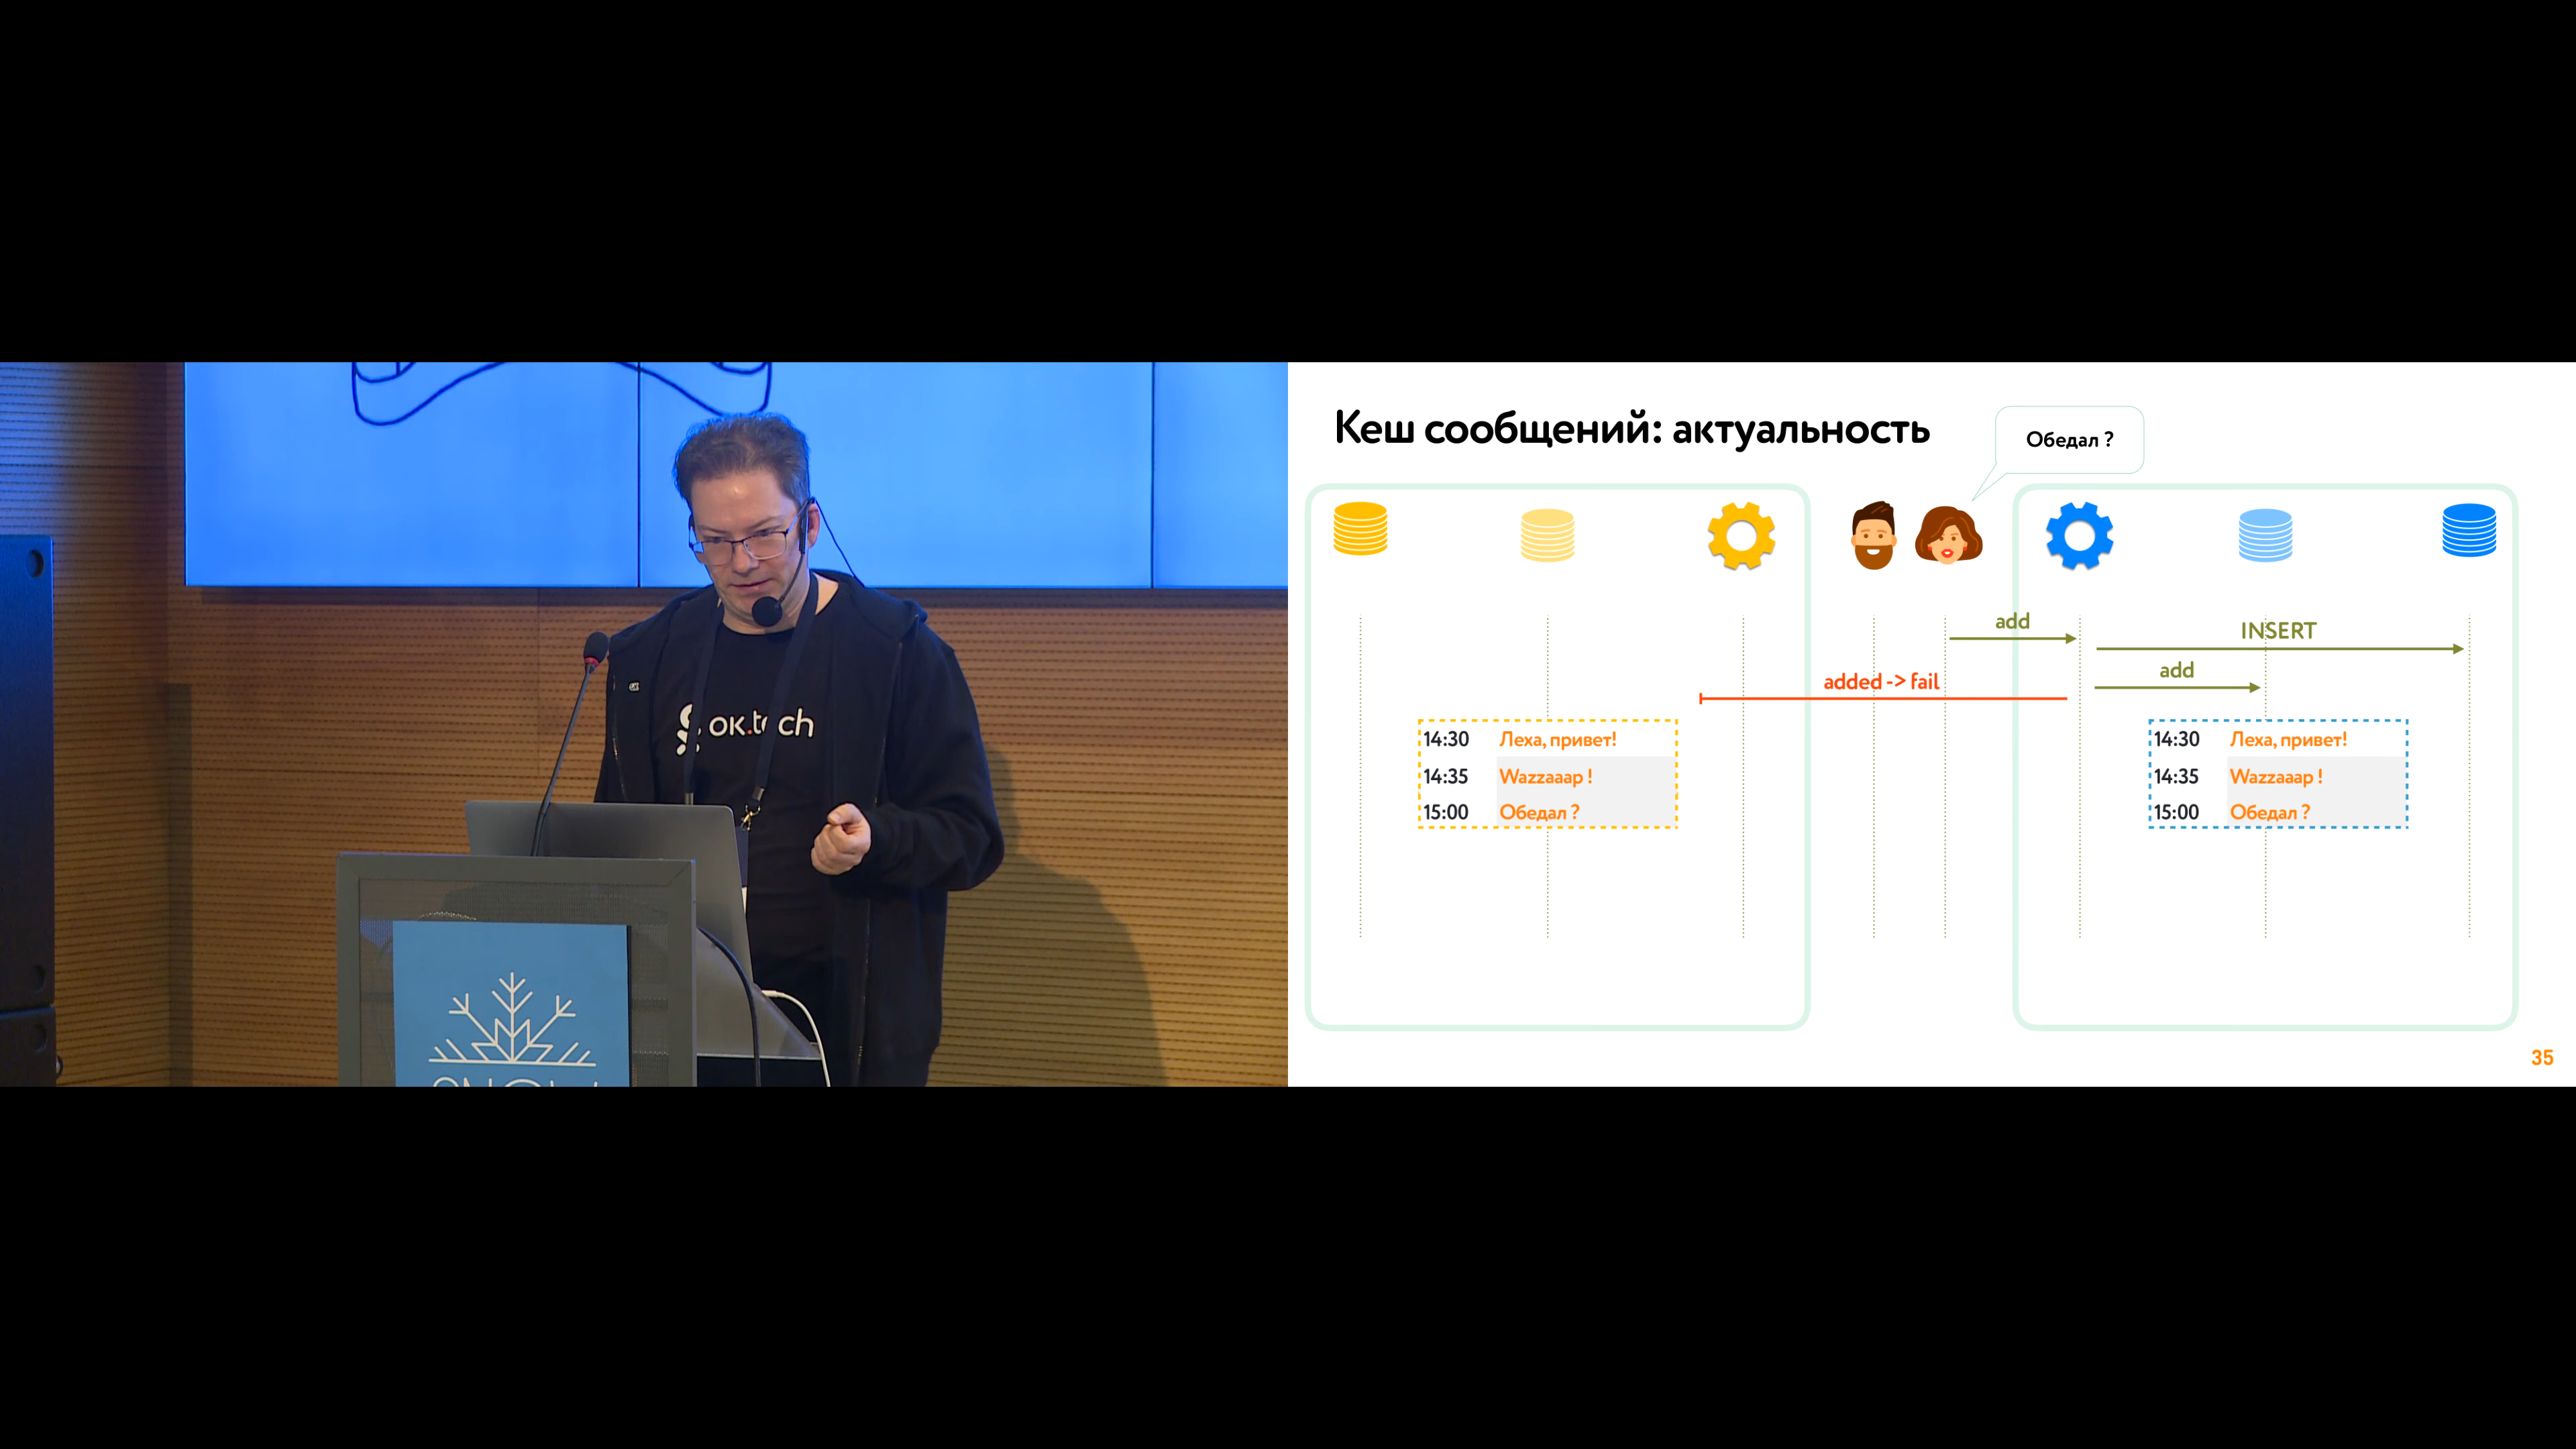 ok.tech
SNOW
Кеш сообщений: актуальность
Обедал ?
add
INSERT
add
added -> fail
14:30 Леха, привет!
14:35 Wazzaaap !
15:00 Обедал ?
14:30 Леха, привет!
14:35 Wazzaaap !
15:00 Обедал ?
35